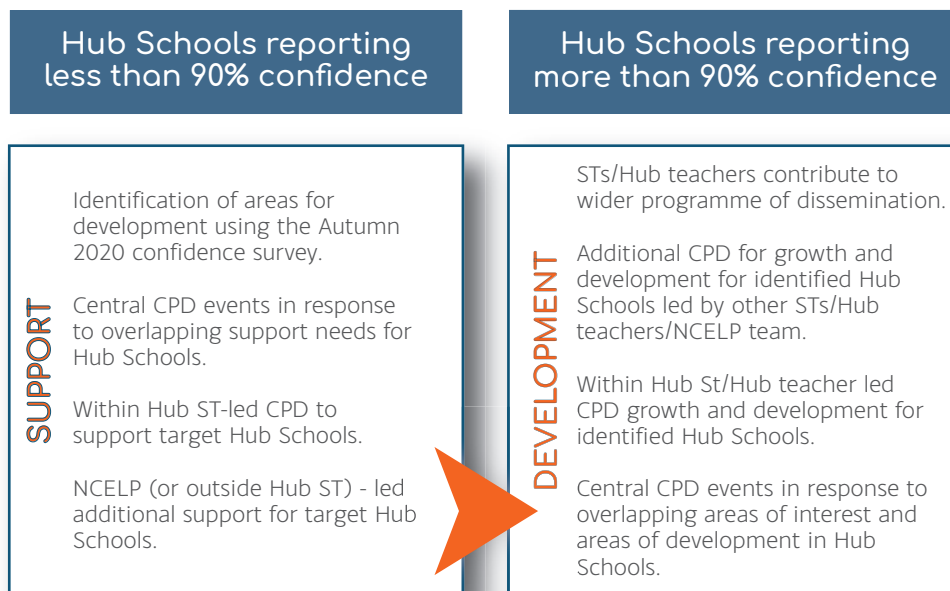 Hub Schools reporting
less than 90% confidence
SUPPORT
Identification of areas for
development using the Autumn
2020 confidence survey.
Central CPD events in response
to overlapping support needs for
Hub Schools.
Within Hub ST-led CPD to
support target Hub Schools.
NCELP (or outside Hub ST) - led
additional support for target Hub
Schools.
Hub Schools reporting
more than 90% confidence
DEVELOPMENT
STs/Hub teachers contribute to
wider programme of dissemination.
Additional CPD for growth and
development for identified Hub
Schools led by other STs/Hub
teachers/NCELP team.
Within Hub St/Hub teacher led
CPD growth and development for
identified Hub Schools.
Central CPD events in response to
overlapping areas of interest and
areas of development in Hub
Schools.